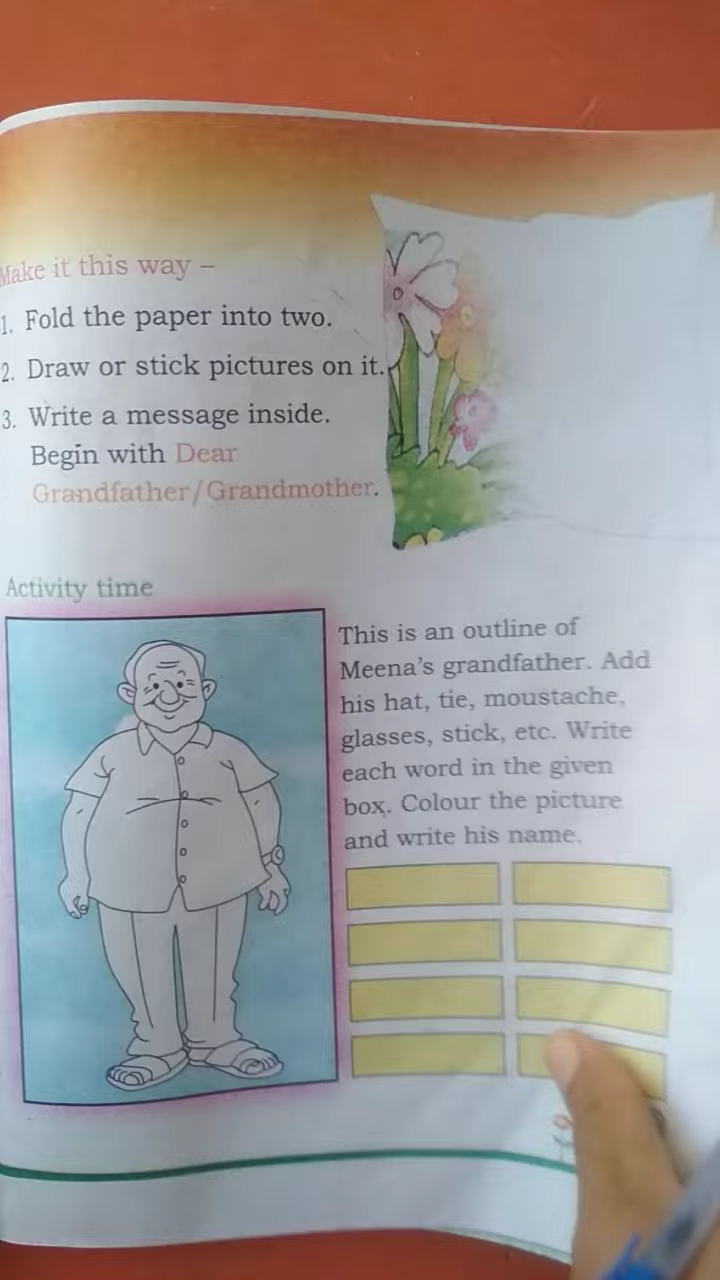 Make it this way –
1. Fold the paper into two.
2. Draw or stick pictures on it.
3. Write a message inside.
Begin with Dear
Grandfather/Grandmother.
Activity time
This is an outline of
Meena's grandfather. Add
his hat, tie, moustache,
glasses, stick, etc. Write
each word in the given
box. Colour the picture
and write his name.